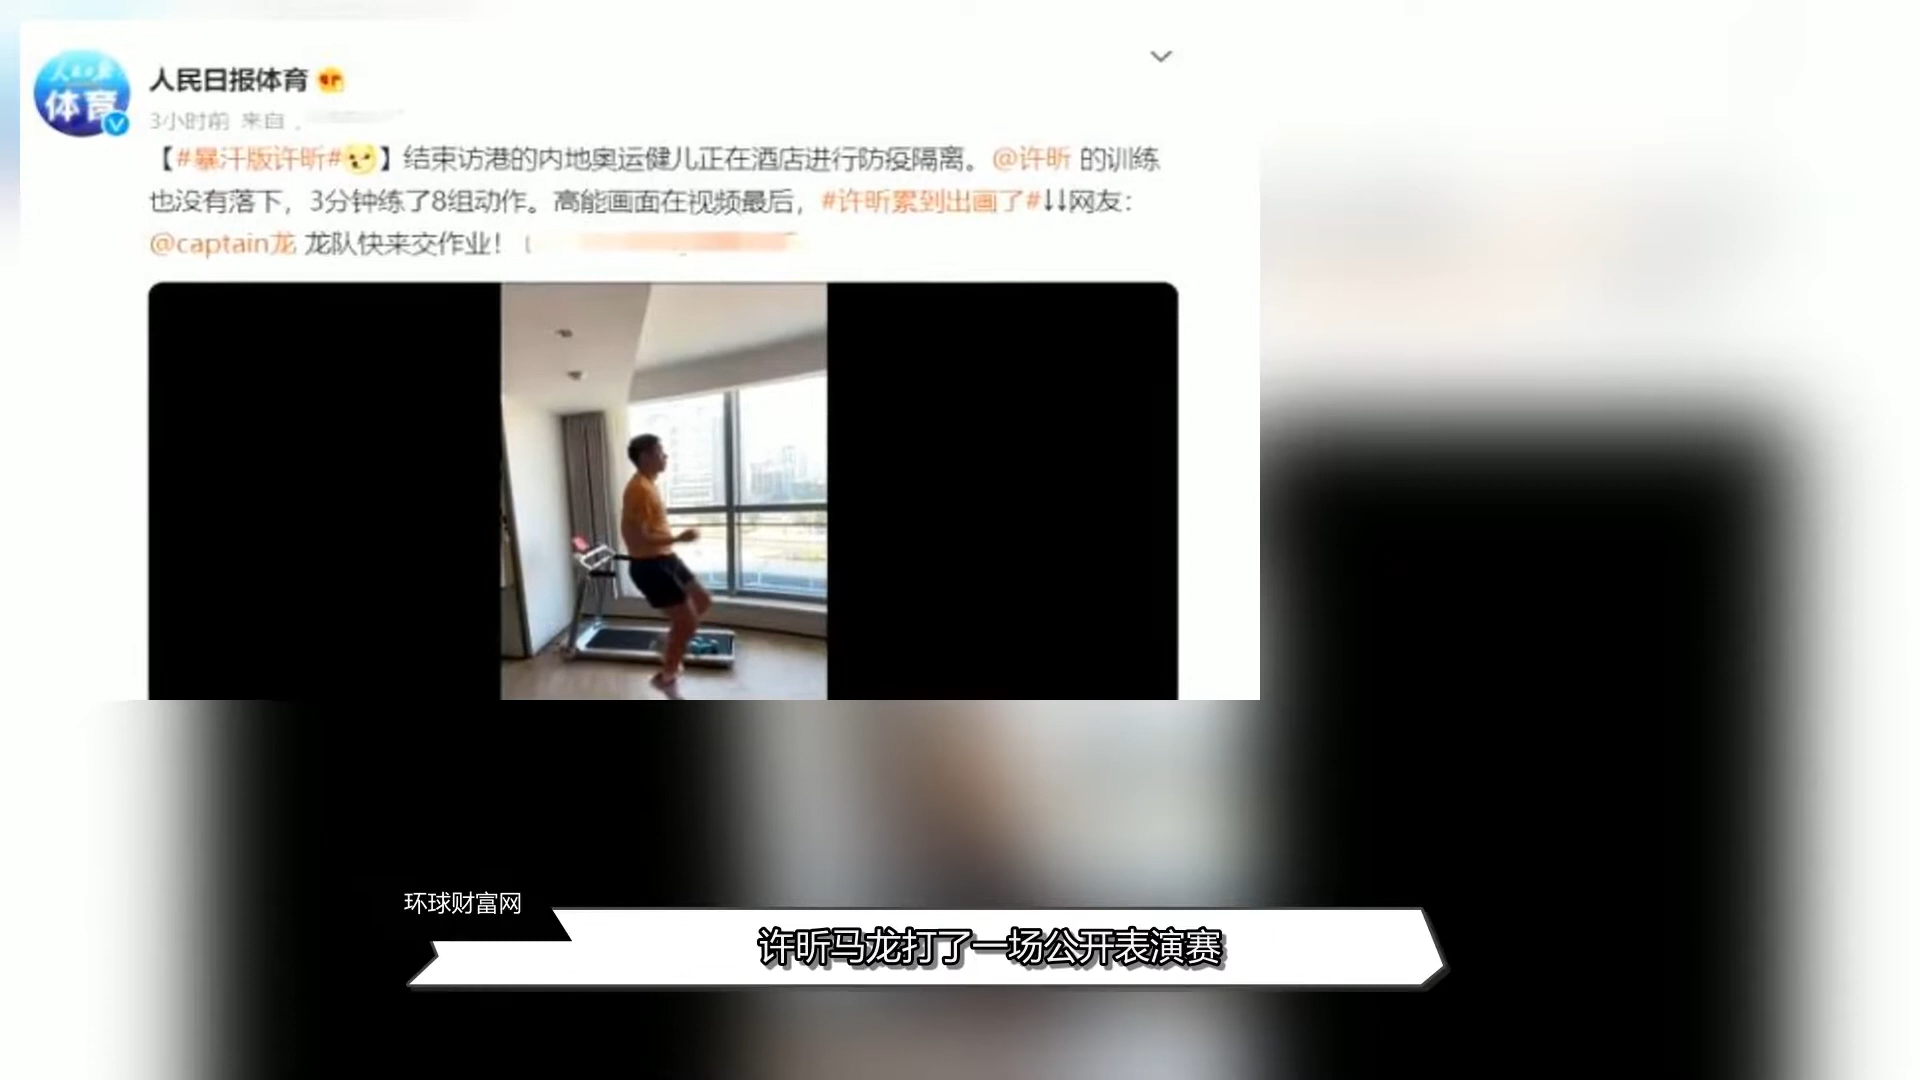 人民日报体育
体育
3小时前 来自
【#暴汗版许昕#】结束访港的内地奥运健儿正在酒店进行防疫隔离。@许昕 的训练
也没有落下，3分钟练了8组动作。高能画面在视频最后，#许昕累到出画了#↓↓网友：
@captain龙 龙队快来交作业！（
环球财富网
许昕马龙打了一场公开表演赛